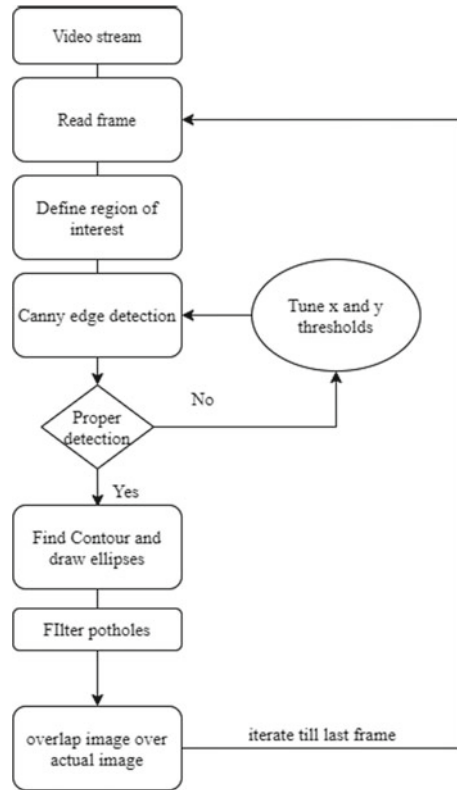 Video stream
Read frame
Define region of
interest
Canny edge detection
Tune x and y
thresholds
No
Proper
detection
Yes
Find Contour and
draw ellipses
FIlter potholes
overlap image over
actual image
iterate till last frame